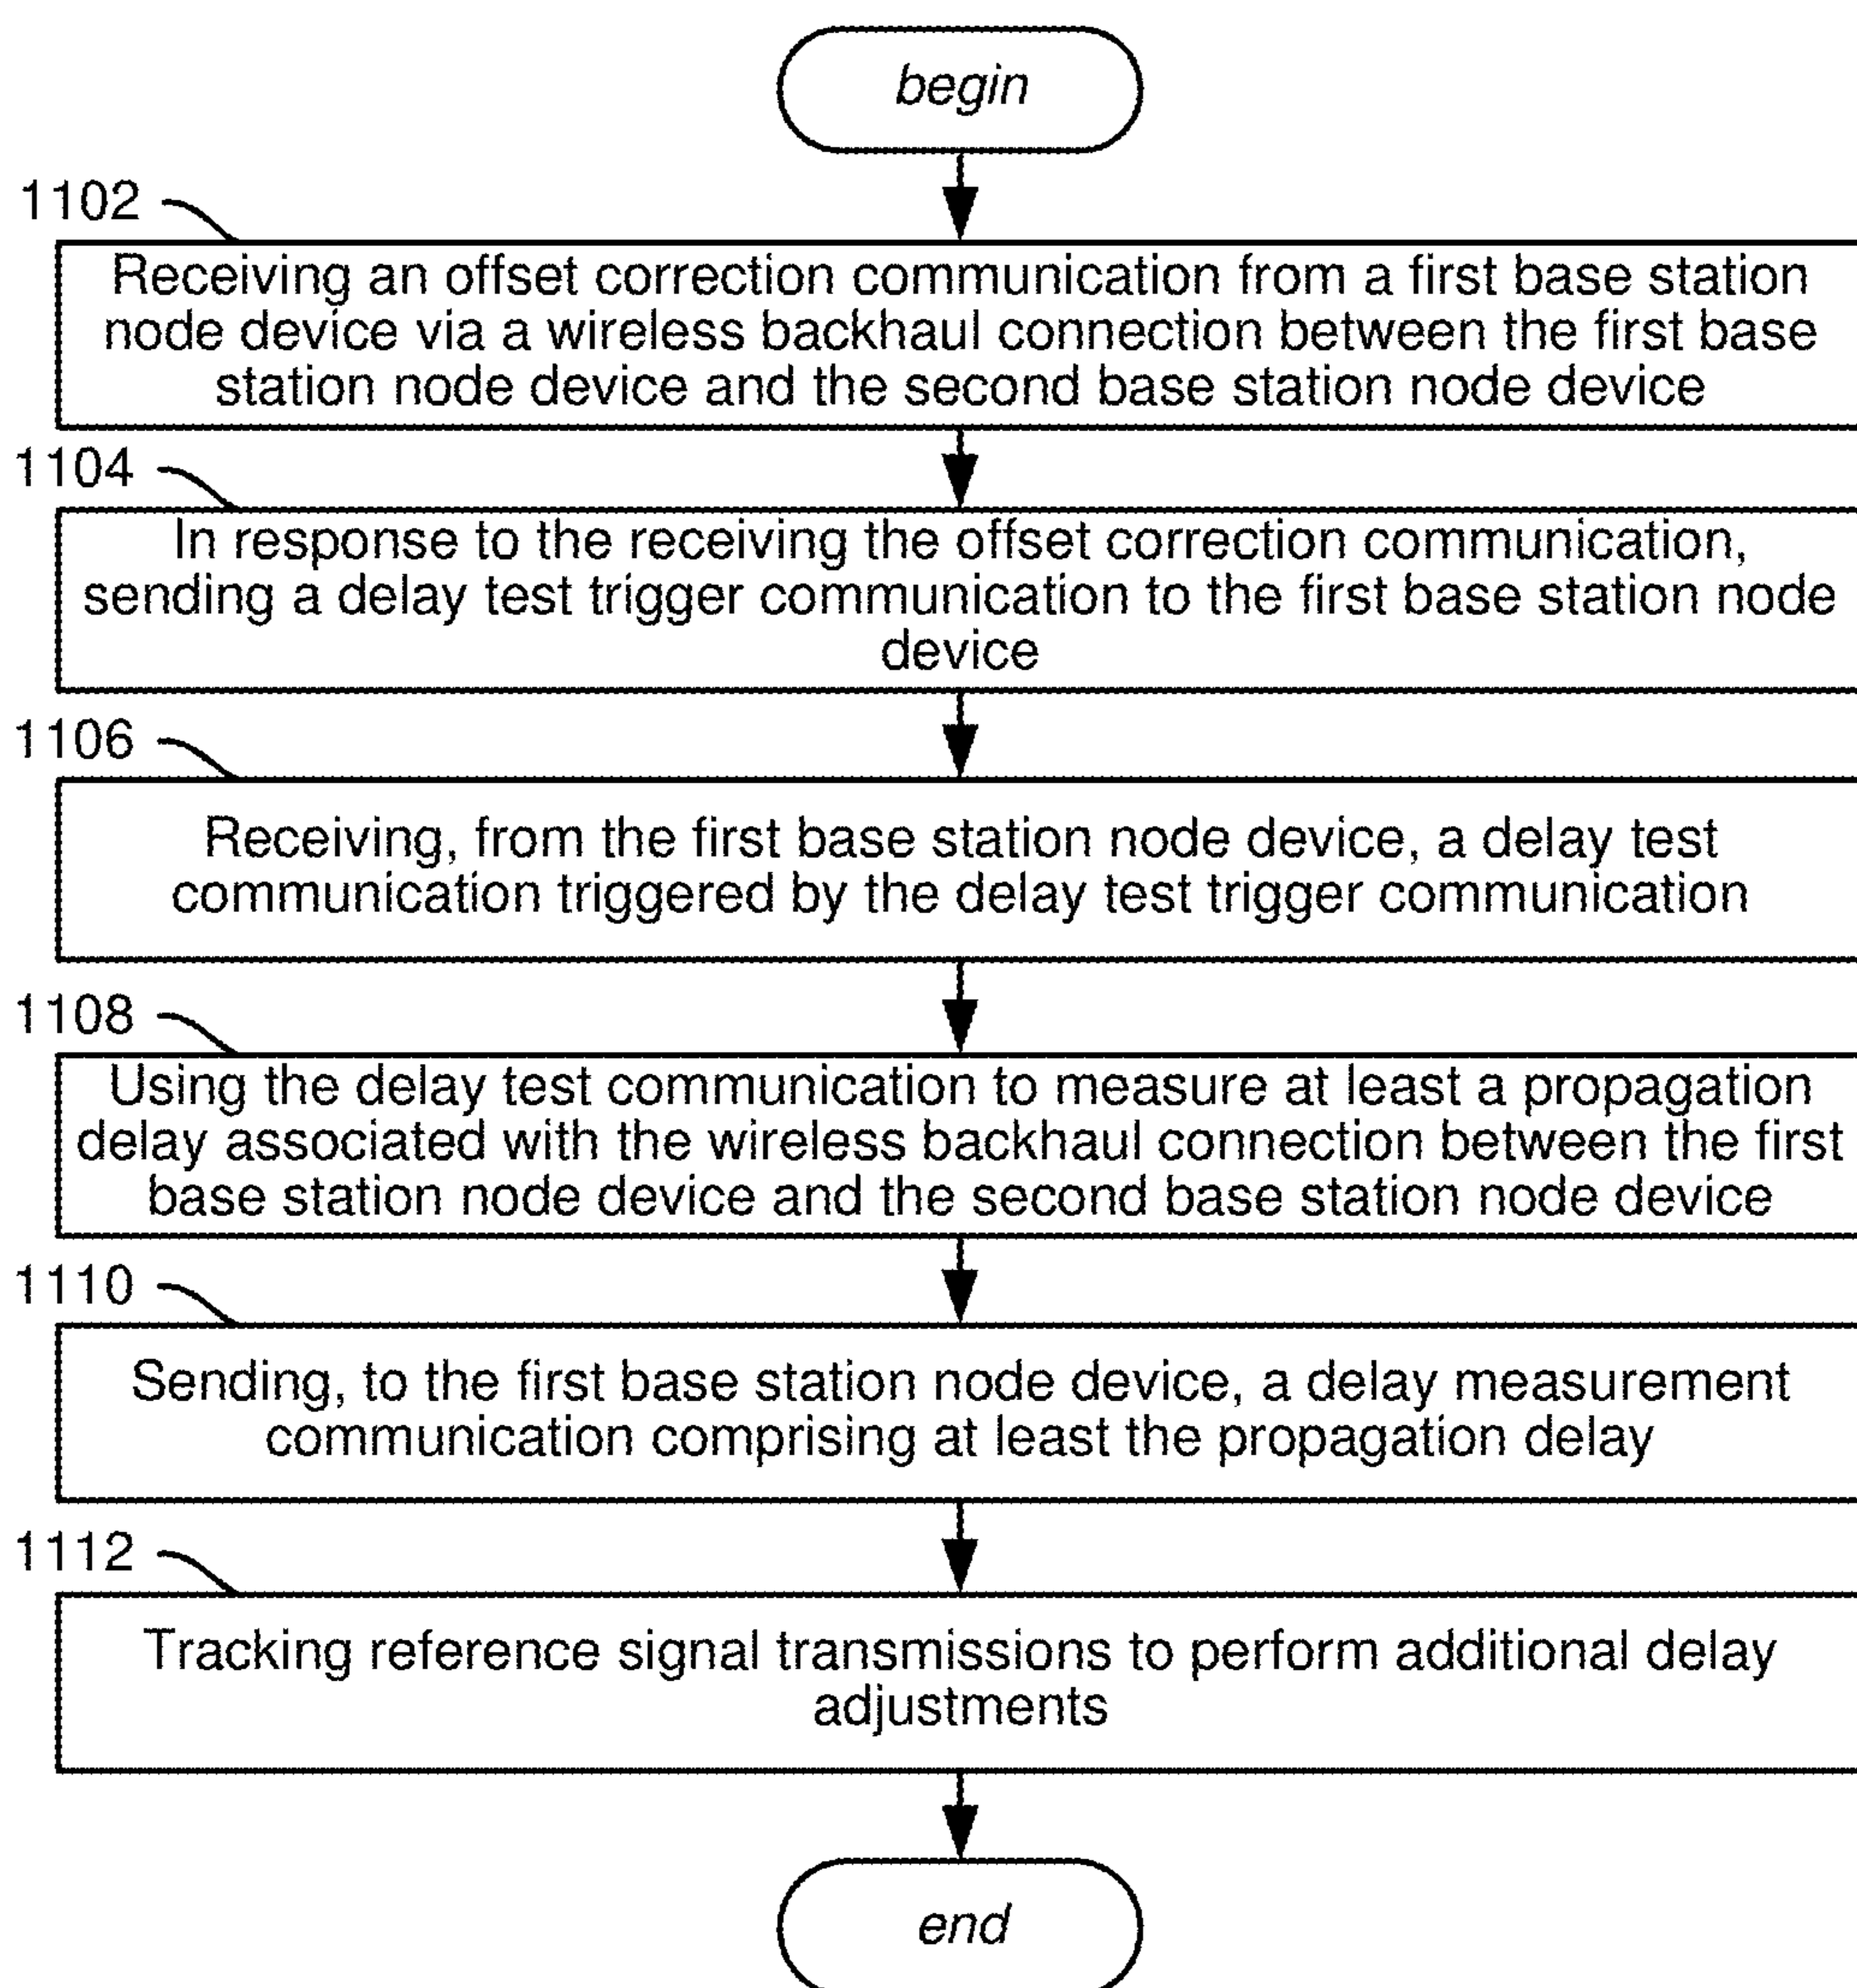 begin
1102
Receiving an offset correction communication from a first base station
node device via a wireless backhaul connection between the first base
station node device and the second base station node device
1104
In response to the receiving the offset correction communication,
sending a delay test trigger communication to the first base station node
device
1106
Receiving, from the first base station node device, a delay test
communication triggered by the delay test trigger communication
1108
Using the delay test communication to measure at least a propagation
delay associated with the wireless backhaul connection between the first
base station node device and the second base station node device
1110
Sending, to the first base station node device, a delay measurement
communication comprising at least the propagation delay
1112
Tracking reference signal transmissions to perform additional delay
adjustments
end